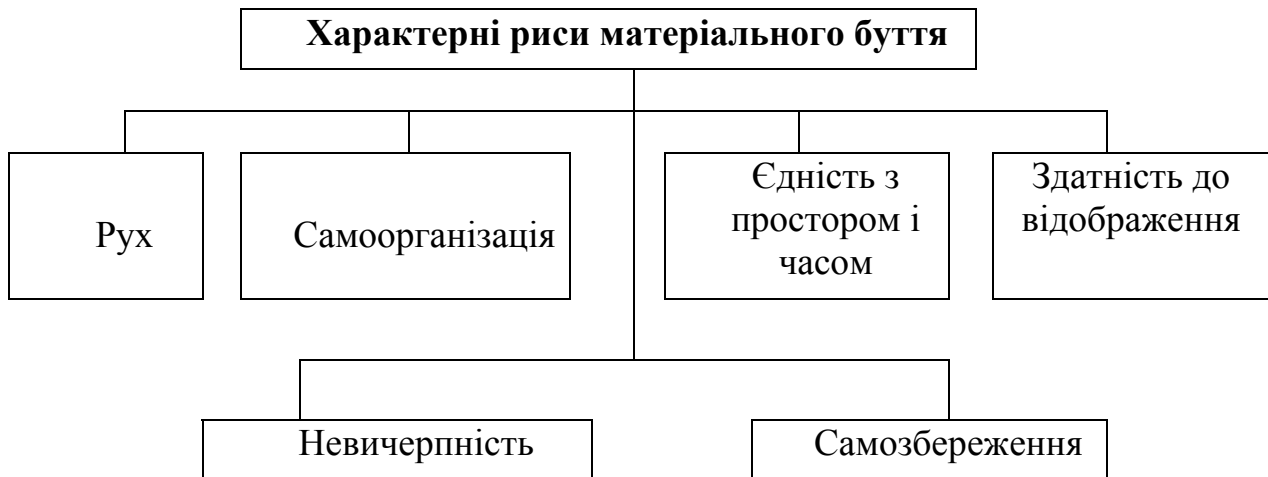 Характерні риси матеріального буття
Рух
Самоорганізація
Єдність з
простором і
часом
Здатність до
відображення
Невичерпність
Самозбереження